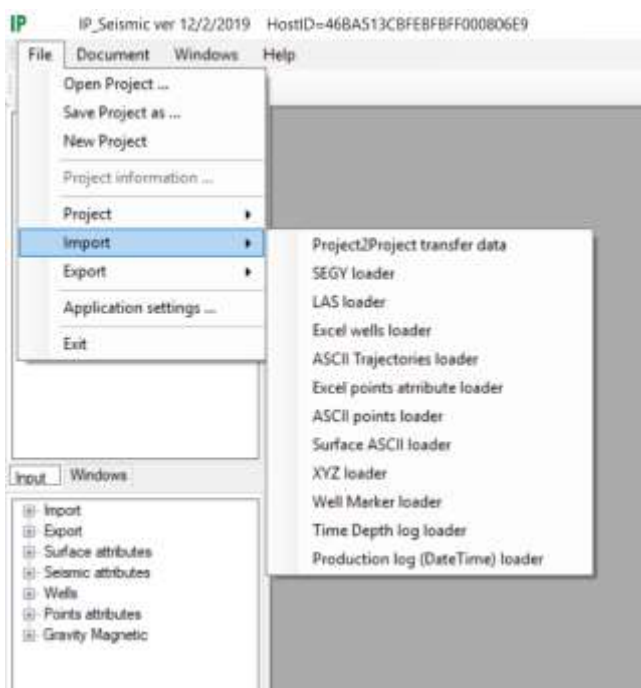 IP IP_Seismic ver 12/2/2019 HostID=46BA513CBFEBFBFF000806E9
File Document Windows Help
Open Project ...
Save Project as ...
New Project
Project information ...
Project
Import
Export
Application settings ...
Exit
Project2Project transfer data
SEGY loader
LAS loader
Excel wells loader
ASCII Trajectories loader
Excel points atrribute loader
ASCII points loader
Surface ASCII loader
XYZ loader
Well Marker loader
Time Depth log loader
Production log (DateTime) loader
Input Windows
Import
Export
Surface attributes
Seismic attributes
Wells
Points attributes
Gravity Magnetic